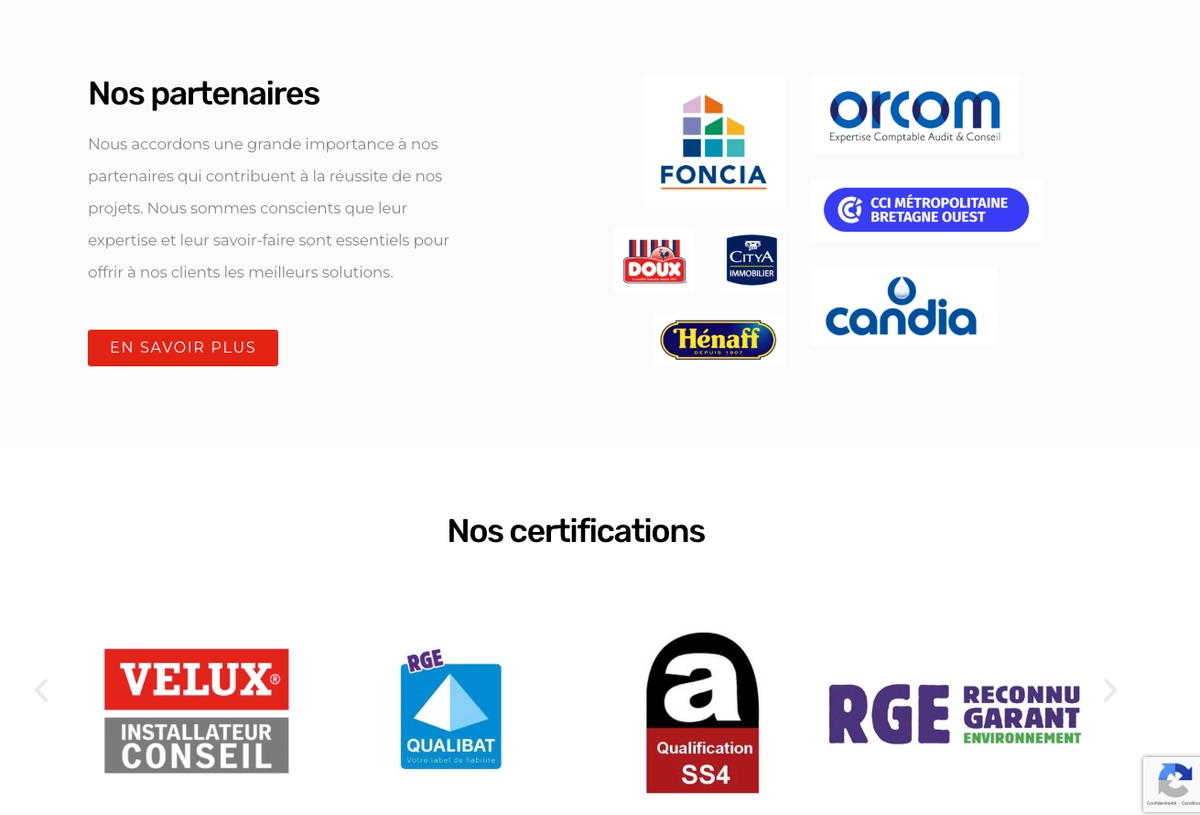 Nos partenaires
Nous accordons une grande importance à nos
partenaires qui contribuent à la réussite de nos
projets. Nous sommes conscients que leur
expertise et leur savoir-faire sont essentiels pour
offrir à nos clients les meilleurs solutions.
EN SAVOIR PLUS
FONCIA
orcom
Expertise Comptable Audit & Conseil
CCI MÉTROPOLITAINE
BRETAGNE OUEST
DOUX
CITYA
IMMOBILIER
candia
Hénaff
DEPUIS 1907
Nos certifications
VELUX®
INSTALLATEUR
CONSEIL
RGE
QUALIBAT
Votre label de fiabilité
a
Qualification
SS4
RGE
RECONNU
GARANT
ENVIRONNEMENT
Confidentialité - Condition